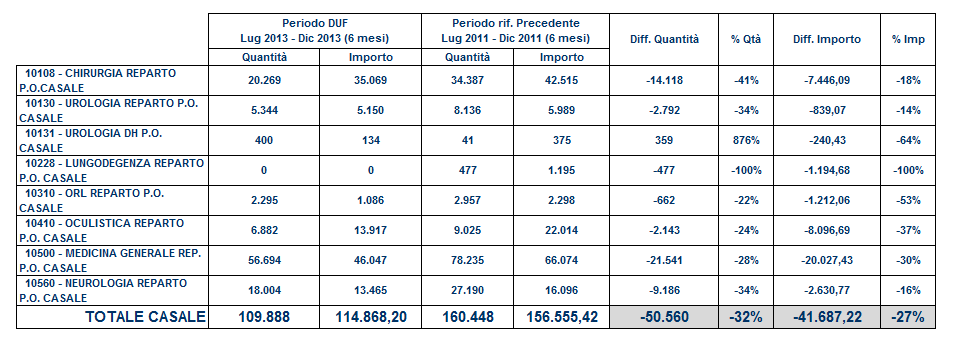 Periodo DUF
Lug 2013 - Dic 2013 (6 mesi)
Periodo rif. Precedente
Lug 2011 - Dic 2011 (6 mesi)
Diff. Quantità
% Qtà
Diff. Importo
% Imp
Quantità Importo Quantità Importo
10108 - CHIRURGIA REPARTO
P.O.CASALE
20.269 35.069 34.387 42.515 -14.118 -41% -7.446,09 -18%
10130 - UROLOGIA REPARTO P.O.
CASALE
5.344 5.150 8.136 5.989 -2.792 -34% -839,07 -14%
10131 - UROLOGIA DH P.O.
CASALE
400 134 41 375 359 876% -240,43 -64%
10228 - LUNGODEGENZA REPARTO
P.O. CASALE
0 0 477 1.195 -477 -100% -1.194,68 -100%
10310 - ORL REPARTO P.O.
CASALE
2.295 1.086 2.957 2.298 -662 -22% -1.212,06 -53%
10410 - OCULISTICA REPARTO
P.O. CASALE
6.882 13.917 9.025 22.014 -2.143 -24% -8.096,69 -37%
10500 - MEDICINA GENERALE REP.
P.O. CASALE
56.694 46.047 78.235 66.074 -21.541 -28% -20.027,43 -30%
10560 - NEUROLOGIA REPARTO
P.O. CASALE
18.004 13.465 27.190 16.096 -9.186 -34% -2.630,77 -16%
TOTALE CASALE 109.888 114.868,20 160.448 156.555,42 -50.560 -32% -41.687,22 -27%